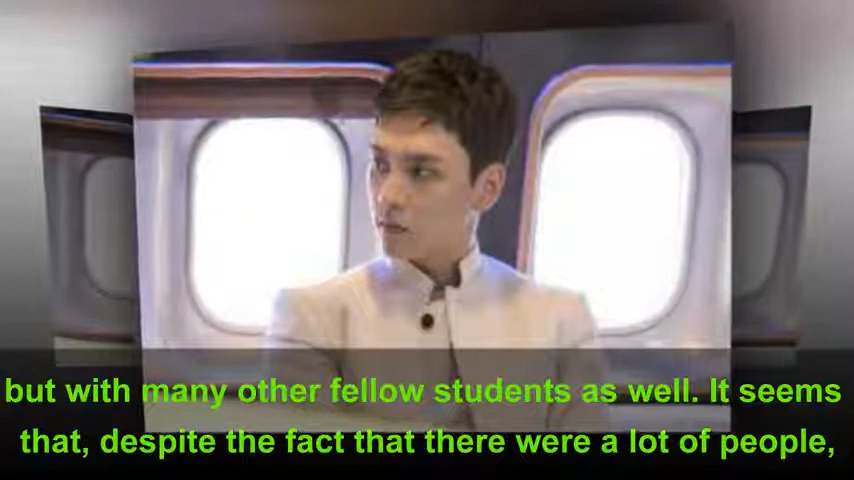 but with many other fellow students as well. It seems
that, despite the fact that there were a lot of people,